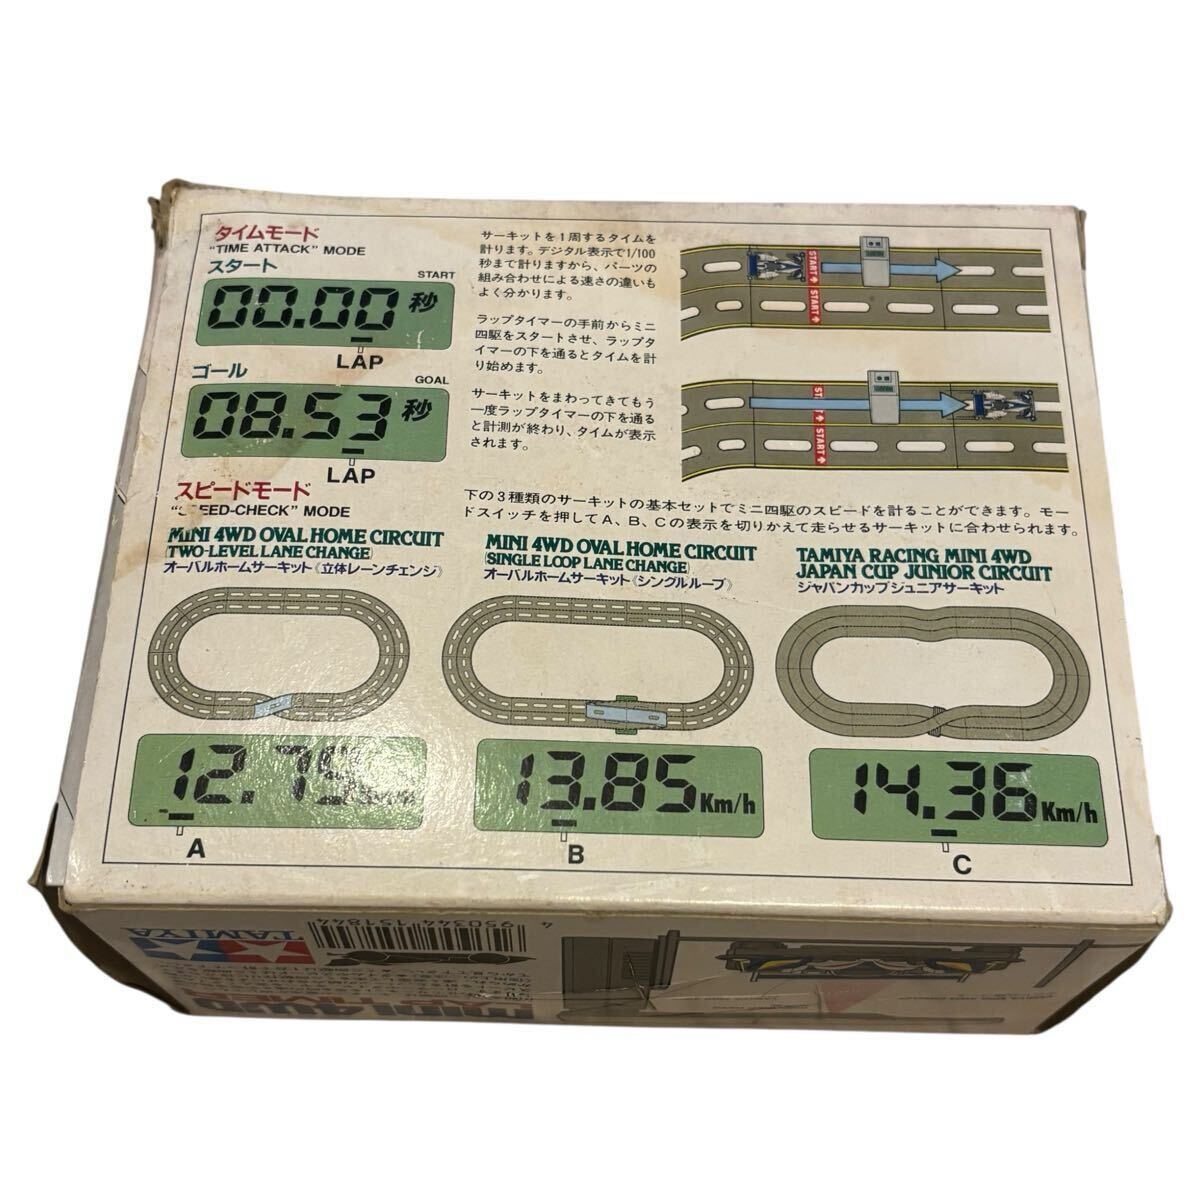 タイムモード
"TIME ATTACK" MODE
スタート
START
00.00秒
LAP
ゴール
GOAL
08.53秒
LAP
サーキットを1周するタイムを
計ります。デジタル表示で1/100
秒まで計りますから、パーツの
組み合わせによる速さの違いも
よく分かります。
ラップタイマーの手前からミニ
四駆をスタートさせ、ラップタ
イマーの下を通るとタイムを計
り始めます。
サーキットをまわってきてもう
一度ラップタイマーの下を通る
と計測が終わり、タイムが表示
されます。
START
START
START
スピードモード
"SPEED-CHECK" MODE
下の3種類のサーキットの基本セットでミニ四駆のスピードを計ることができます。モー
ドスイッチを押してA、B、Cの表示を切りかえて走らせるサーキットに合わせられます。
MINI 4WD OVAL HOME CIRCUIT
(TWO-LEVEL LANE CHANGE)
オーバルホームサーキット《立体レーンチェンジ》
12.75
A
MINI 4WD OVAL HOME CIRCUIT
(SINGLE LOOP LANE CHANGE)
オーバルホームサーキット《シングルループ》
13.85Km/h
B
TAMIYA RACING MINI 4WD
JAPAN CUP JUNIOR CIRCUIT
ジャパンカップジュニアサーキット
14.36Km/h
C
4 950344 151844
TAMIYA
MINI 4WD
LAP TIMER